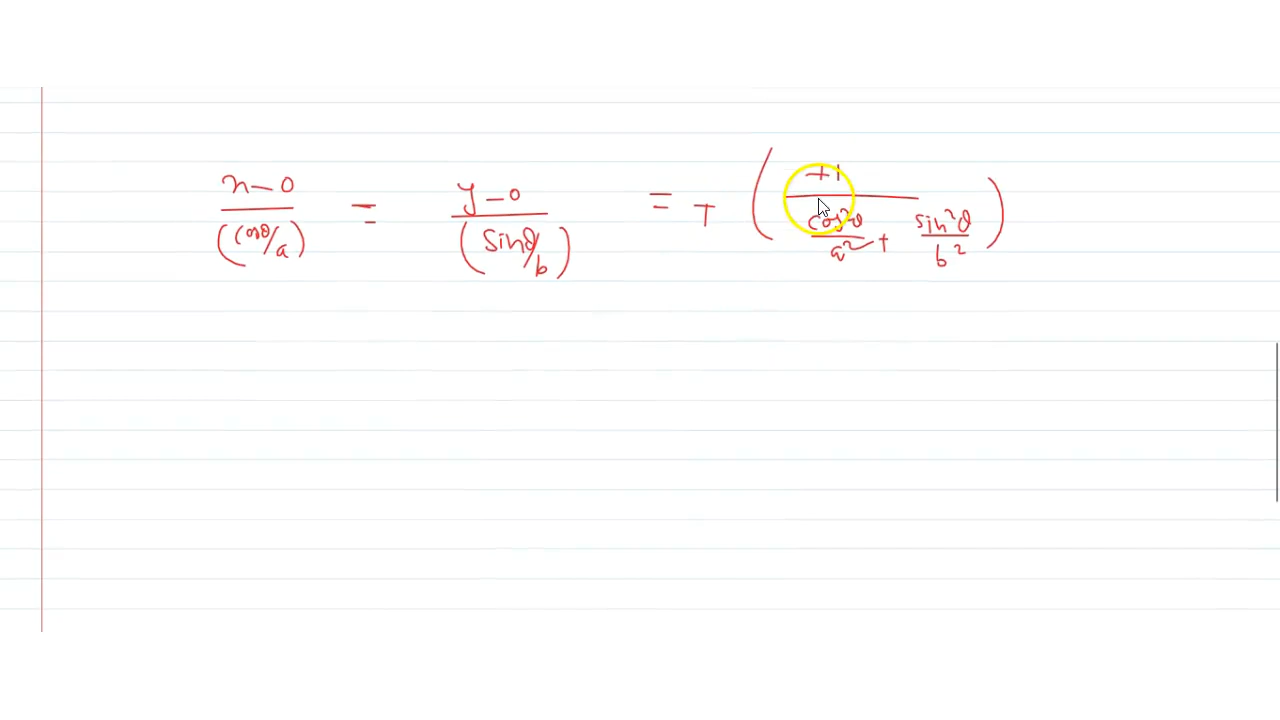 x-0/(cosθ/a) = y-0/(sinθ/b) = + (+1/(cos²θ/a² + sin²θ/b²))